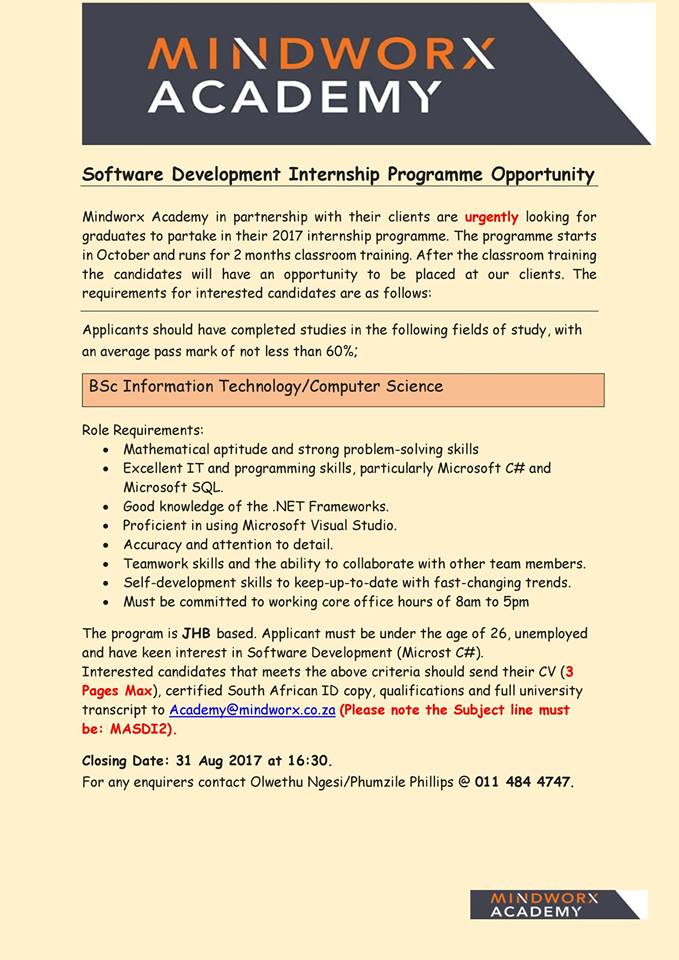 MINDWORX
ACADEMY
Software Development Internship Programme Opportunity
Mindworx Academy in partnership with their clients are urgently looking for
graduates to partake in their 2017 internship programme. The programme starts
in October and runs for 2 months classroom training. After the classroom training
the candidates will have an opportunity to be placed at our clients. The
requirements for interested candidates are as follows:
Applicants should have completed studies in the following fields of study, with
an average pass mark of not less than 60%;
BSc Information Technology/Computer Science
Role Requirements:
• Mathematical aptitude and strong problem-solving skills
• Excellent IT and programming skills, particularly Microsoft C# and
Microsoft SQL.
• Good knowledge of the .NET Frameworks.
• Proficient in using Microsoft Visual Studio.
• Accuracy and attention to detail.
• Teamwork skills and the ability to collaborate with other team members.
• Self-development skills to keep-up-to-date with fast-changing trends.
• Must be committed to working core office hours of 8am to 5pm
The program is JHB based. Applicant must be under the age of 26, unemployed
and have keen interest in Software Development (Microst C#).
Interested candidates that meets the above criteria should send their CV (3
Pages Max), certified South African ID copy, qualifications and full university
transcript to Academy@mindworx.co.za (Please note the Subject line must
be: MASDI2).
Closing Date: 31 Aug 2017 at 16:30.
For any enquirers contact Olwethu Ngesi/Phumzile Phillips @ 011 484 4747.
MINDWORX
ACADEMY